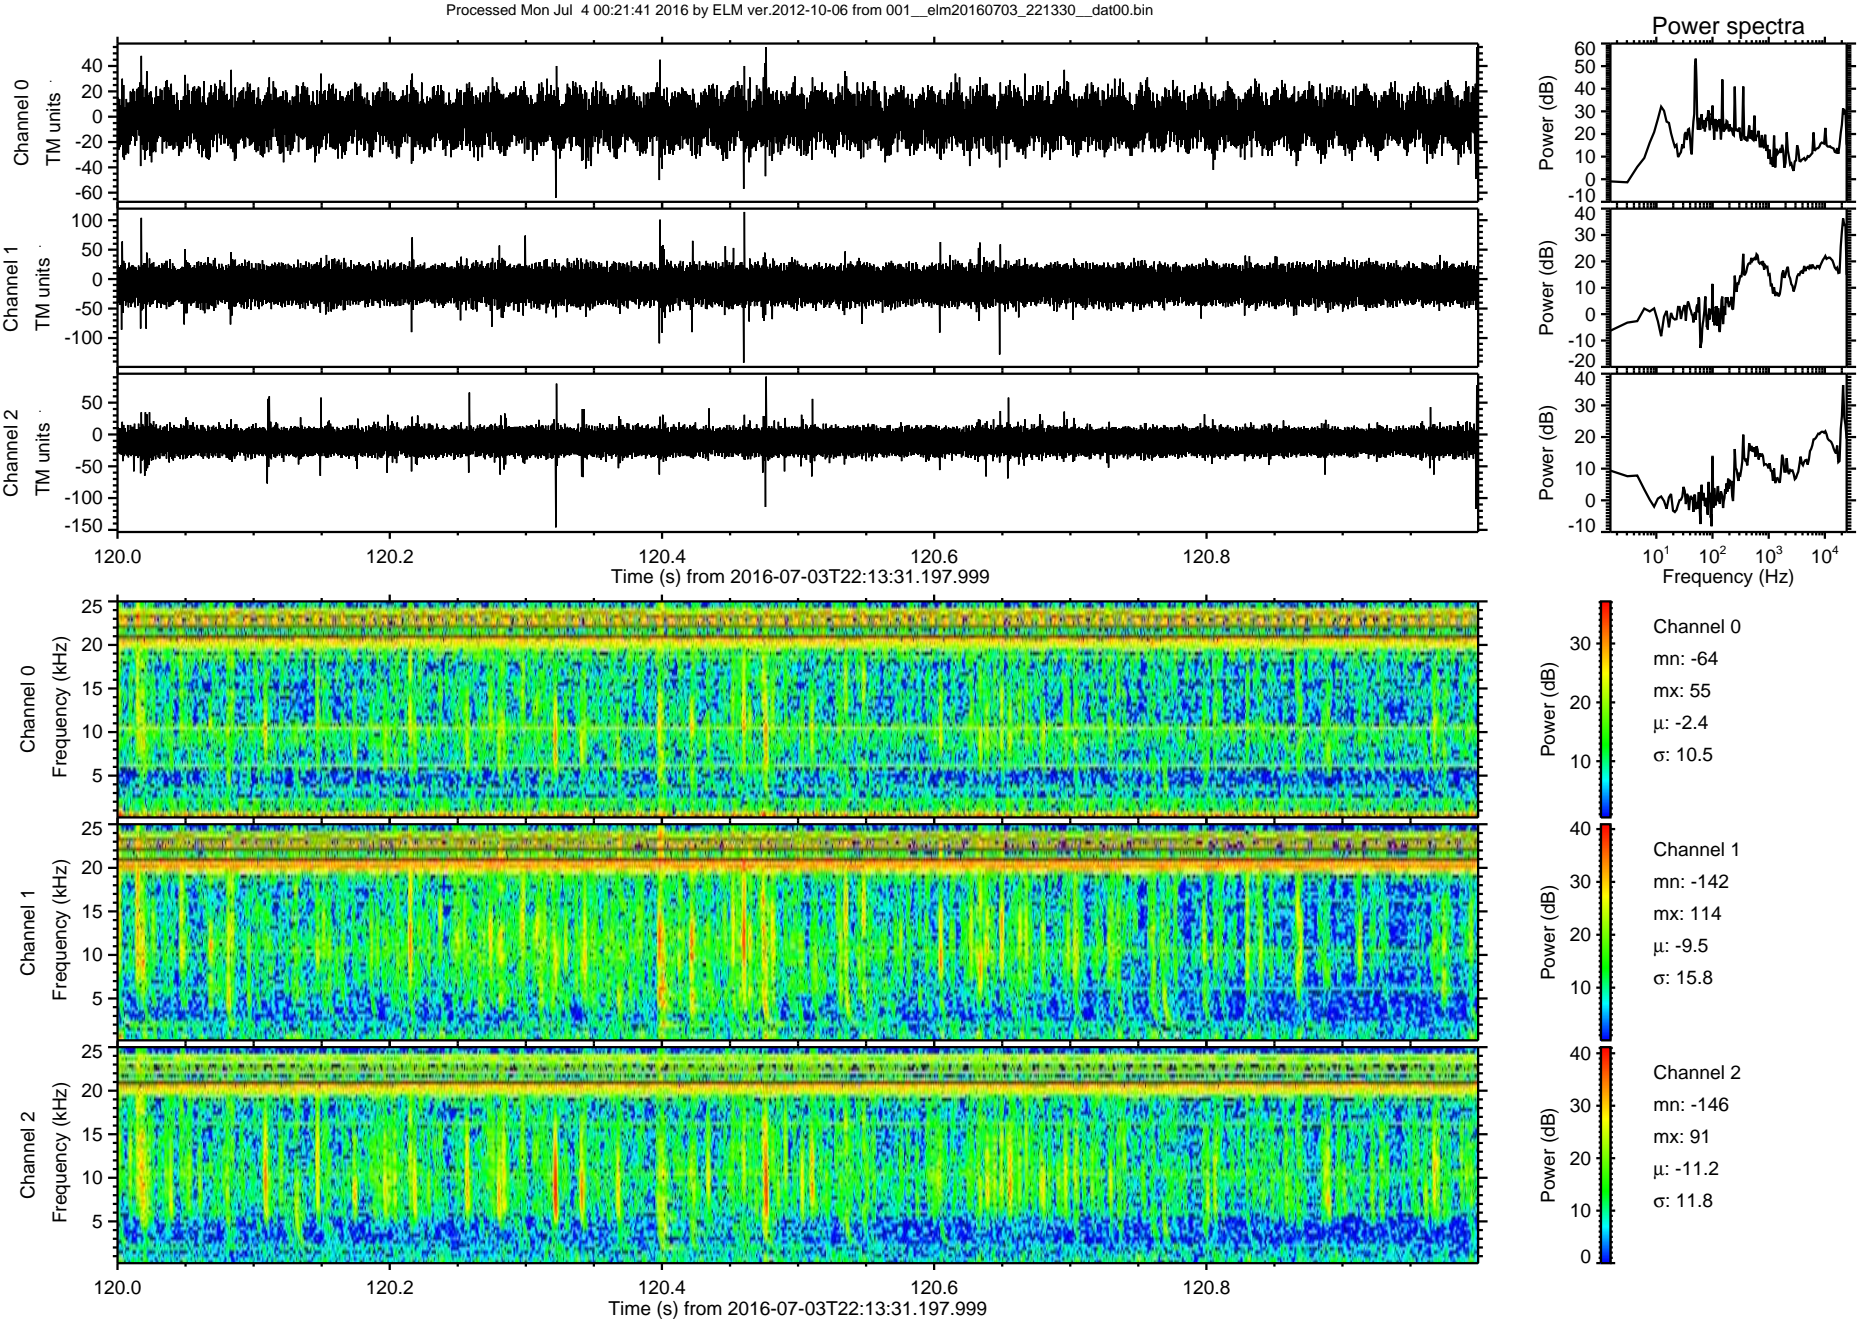 Processed Mon Jul  4 00:21:41 2016 by ELM ver.2012-10-06 from 001__elm20160703_221330__dat00.bin
Power spectra
Channel 0
TM units
40
20
0
-20
-40
-60
Power (dB)
60
50
40
30
20
10
0
-10
Channel 1
TM units
100
50
0
-50
-100
Power (dB)
40
30
20
10
0
-10
-20
Channel 2
TM units
50
0
-50
-100
-150
Power (dB)
40
30
20
10
0
-10
120.0 120.2 120.4 120.6 120.8
Time (s) from 2016-07-03T22:13:31.197.999
10^1 10^2 10^3 10^4
Frequency (Hz)
Channel 0
Frequency (kHz)
25
20
15
10
5
Power (dB)
30
20
10
Channel 0
mn: -64
mx: 55
μ: -2.4
σ: 10.5
Channel 1
Frequency (kHz)
25
20
15
10
5
Power (dB)
40
30
20
10
Channel 1
mn: -142
mx: 114
μ: -9.5
σ: 15.8
Channel 2
Frequency (kHz)
25
20
15
10
5
Power (dB)
40
30
20
10
0
Channel 2
mn: -146
mx: 91
μ: -11.2
σ: 11.8
120.0 120.2 120.4 120.6 120.8
Time (s) from 2016-07-03T22:13:31.197.999